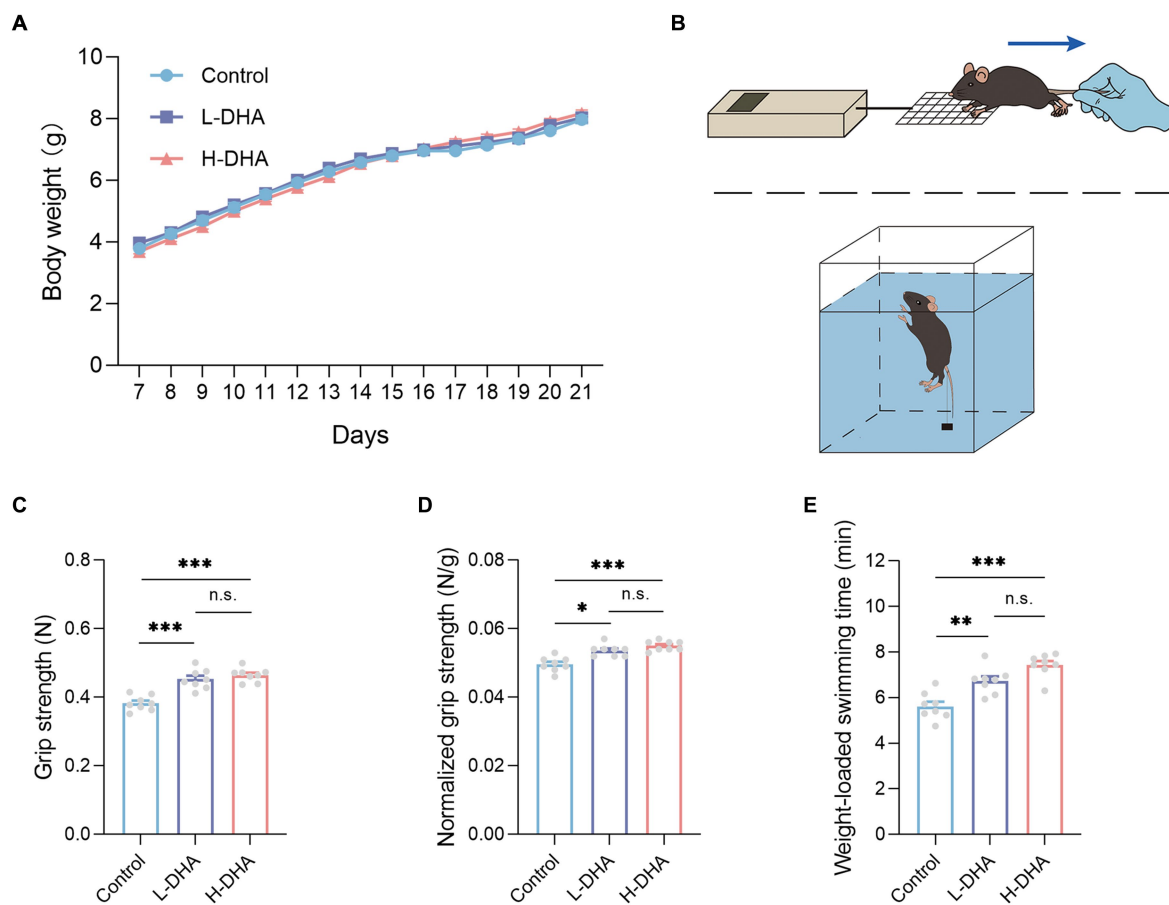 A
Body weight（g）
10
8
6
4
2
0
Control
L-DHA
H-DHA
7 8 9 10 11 12 13 14 15 16 17 18 19 20 21
Days
B
C
Grip strength (N)
0.8
0.6
0.4
0.2
0.0
***
***
n.s.
Control
L-DHA
H-DHA
D
Normalized grip strength (N/g)
0.08
0.06
0.04
0.02
0.00
***
*
n.s.
Control
L-DHA
H-DHA
E
Weight-loaded swimming time (min)
12
10
8
6
4
2
0
***
**
n.s.
Control
L-DHA
H-DHA